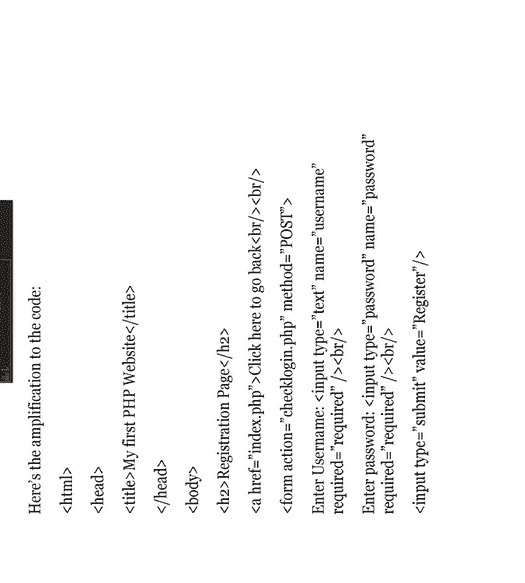 Here's the amplification to the code:
<html>
<head>
<title>My first PHP Website</title>
</head>
<body>
<h2>Registration Page</h2>
<a href="index.php”>Click here to go back<br/><br/>
<form action=”checklogin.php” method=”POST”>
Enter Username: <input type=”text” name=”username”
required=”required” /><br/>
Enter password: <input type=”password” name=”password”
required=”required” /><br/>
<input type=”submit” value=”Register”/>